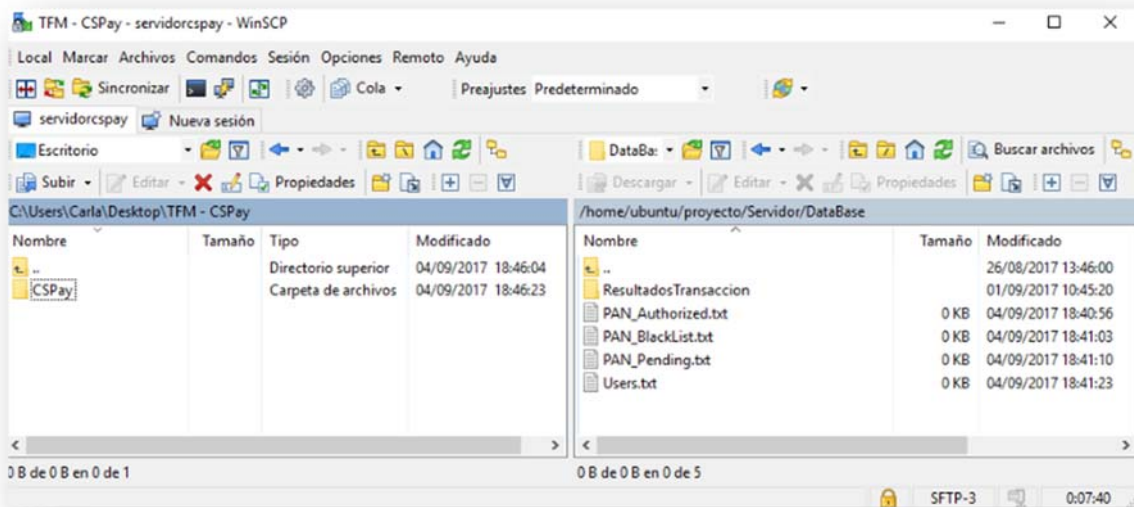 TFM - CSPay - servidorcspay - WinSCP
Local Marcar Archivos Comandos Sesión Opciones Remoto Ayuda
Sincronizar Cola Preajustes Predeterminado
servidorcspay Nueva sesión
Escritorio DataBa: Buscar archivos
Subir Editar Propiedades Descargar Editar Propiedades
C:\Users\Carla\Desktop\TFM - CSPay /home/ubuntu/proyecto/Servidor/DataBase
Nombre Tamaño Tipo Modificado Nombre Tamaño Modificado
.. Directorio superior 04/09/2017 18:46:04 .. 26/08/2017 13:46:00
CSPay Carpeta de archivos 04/09/2017 18:46:23 ResultadosTransaccion 01/09/2017 10:45:20
PAN_Authorized.txt 0 KB 04/09/2017 18:40:56
PAN_BlackList.txt 0 KB 04/09/2017 18:41:03
PAN_Pending.txt 0 KB 04/09/2017 18:41:10
Users.txt 0 KB 04/09/2017 18:41:23
0 B de 0 B en 0 de 1 0 B de 0 B en 0 de 5
SFTP-3 0:07:40